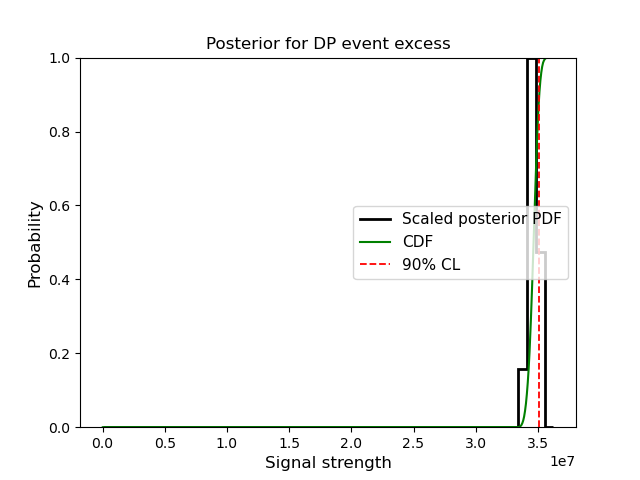 Posterior for DP event excess
1.0
0.8
0.6
0.4
0.2
0.0
Probability
Scaled posterior PDF
CDF
90% CL
0.0 0.5 1.0 1.5 2.0 2.5 3.0 3.5
1e7
Signal strength